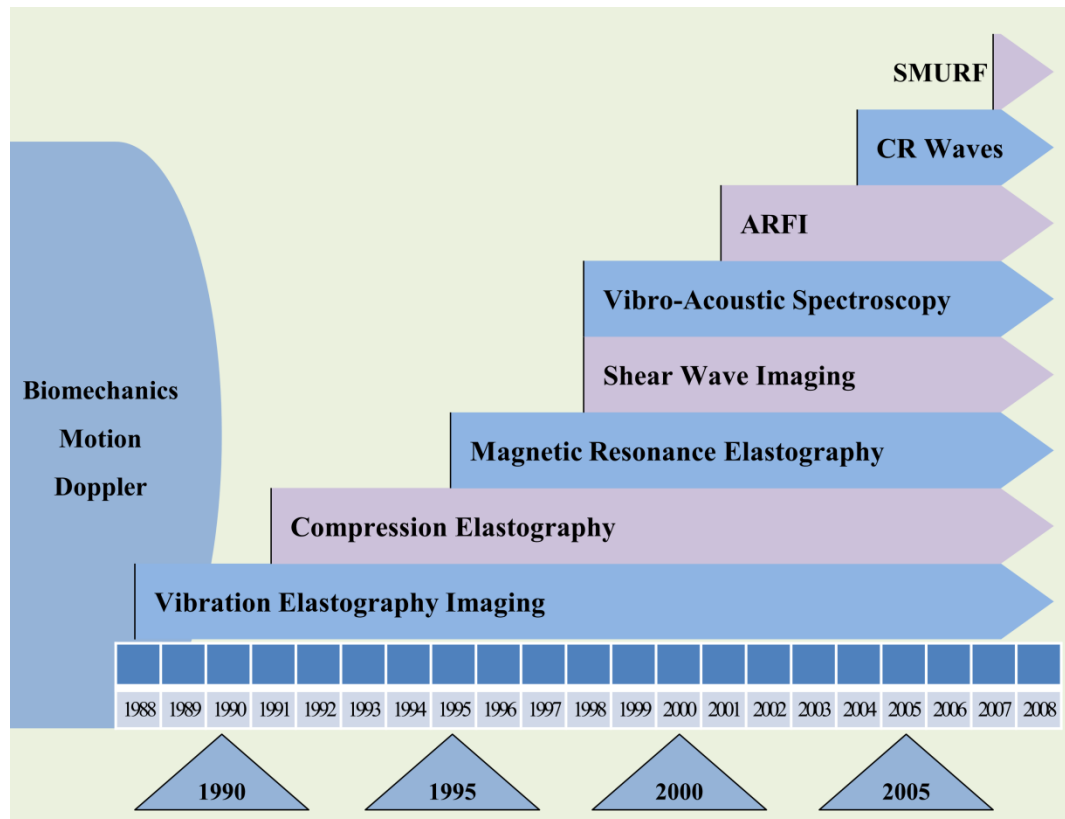 SMURF
CR Waves
ARFI
Vibro-Acoustic Spectroscopy
Shear Wave Imaging
Biomechanics
Motion
Doppler
Magnetic Resonance Elastography
Compression Elastography
Vibration Elastography Imaging
1988 1989 1990 1991 1992 1993 1994 1995 1996 1997 1998 1999 2000 2001 2002 2003 2004 2005 2006 2007 2008
1990 1995 2000 2005